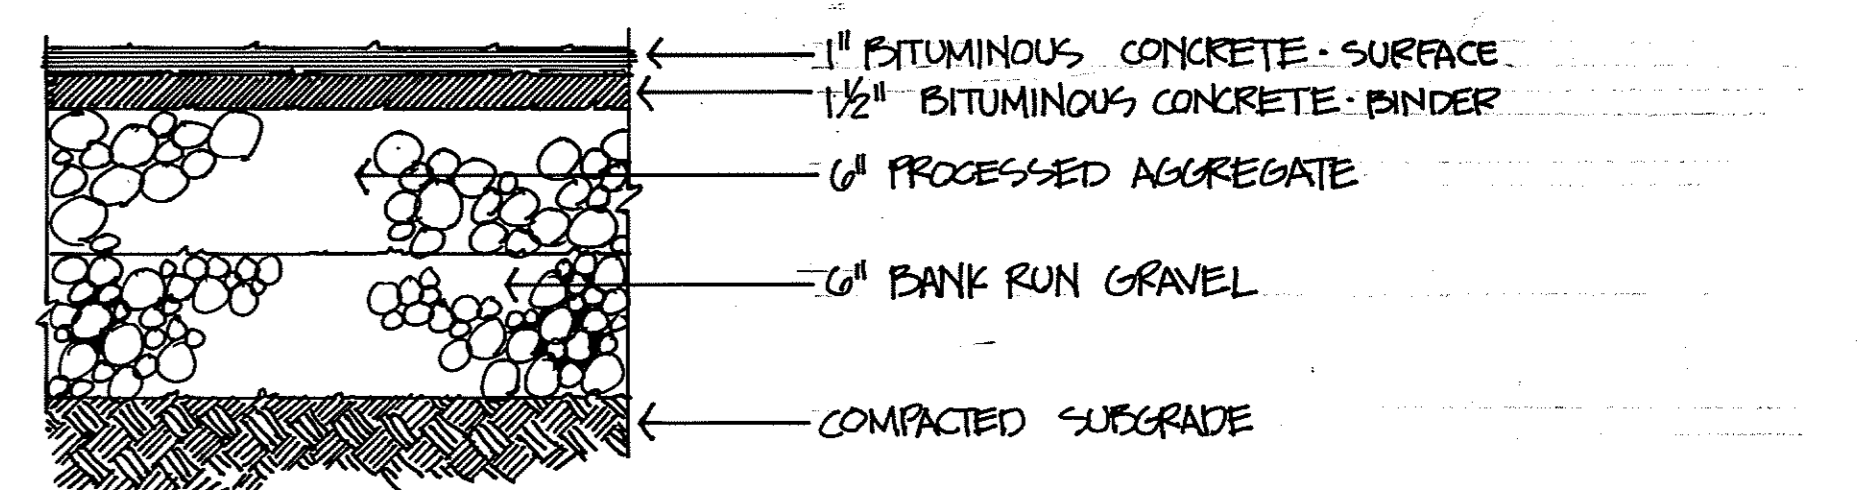 1" BITUMINOUS CONCRETE · SURFACE
1½" BITUMINOUS CONCRETE · BINDER
6" PROCESSED AGGREGATE
6" BANK RUN GRAVEL
COMPACTED SUBGRADE